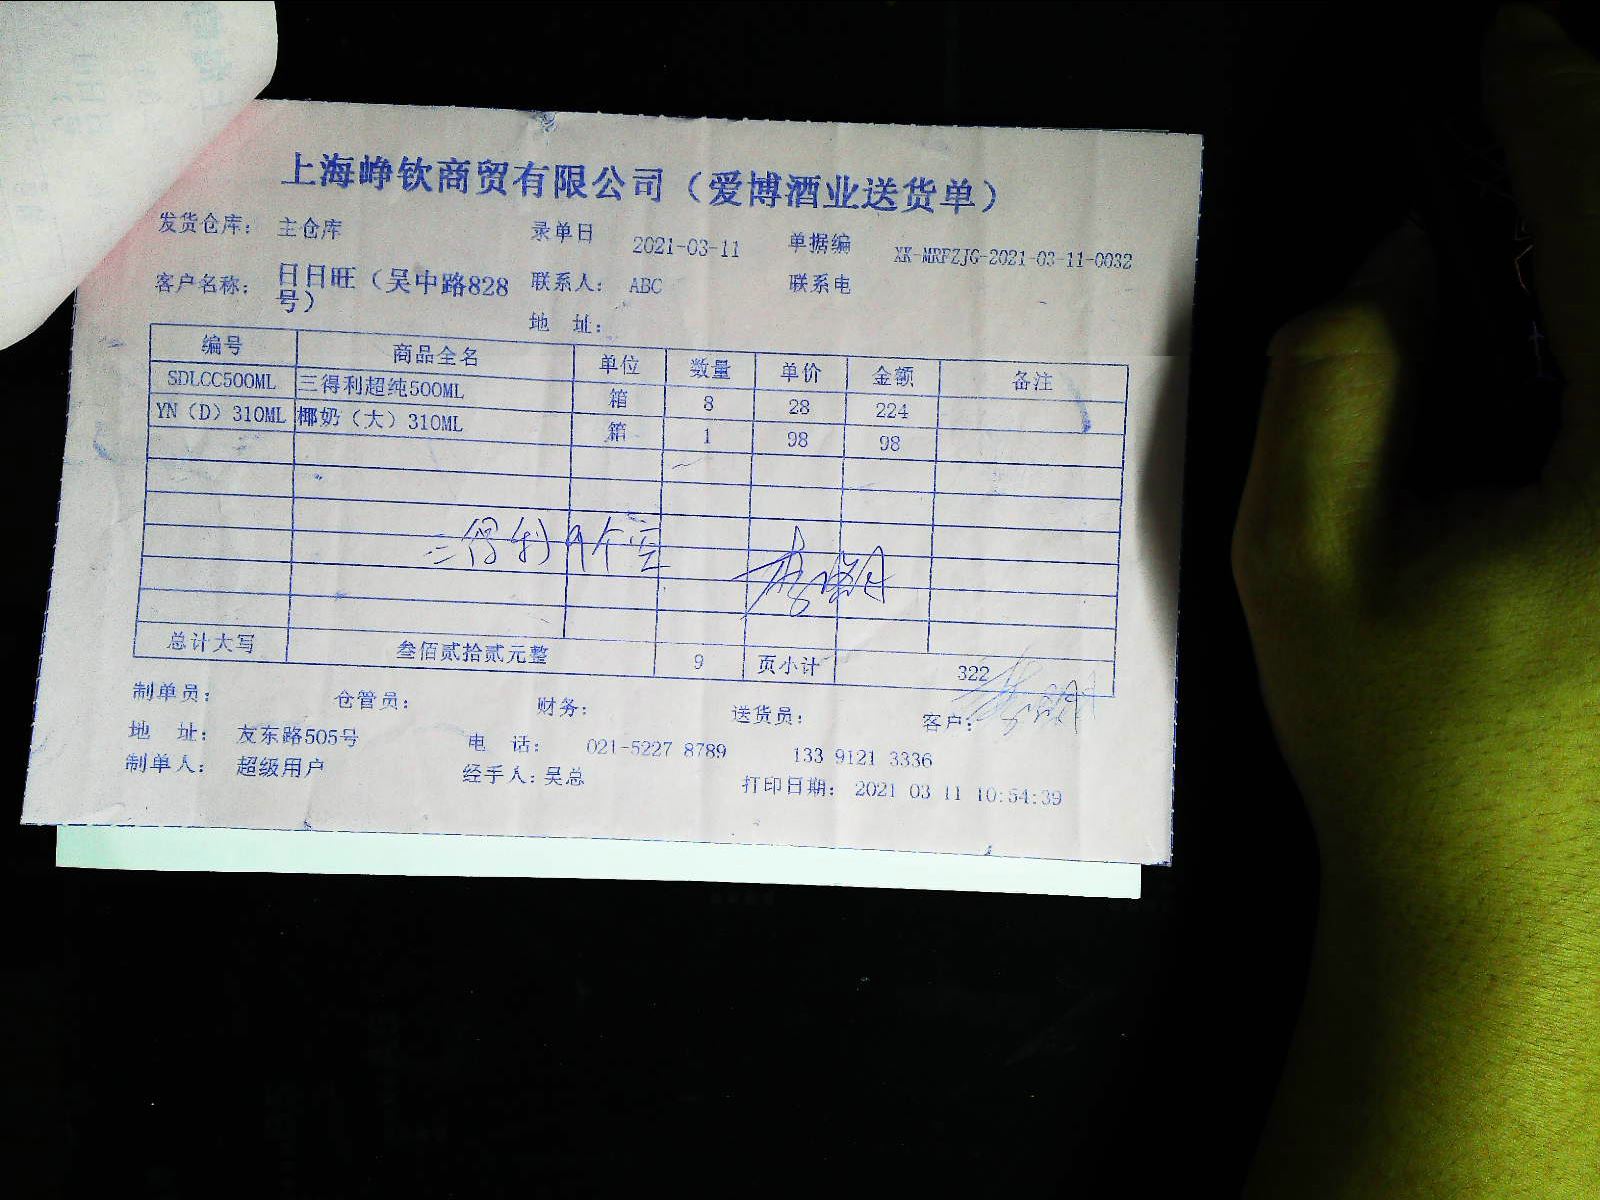 上海峥钦商贸有限公司（爱博酒业送货单）
发货仓库： 主仓库 录单日 2021-03-11 单据编 XK-MRFZJG-2021-03-11-0032
客户名称： 日日旺（吴中路828号） 联系人： ABC 联系电
地 址：
编号 商品全名 单位 数量 单价 金额 备注
SDLCC500ML 三得利超纯500ML 箱 8 28 224
YN（D）310ML 椰奶（大）310ML 箱 1 98 98
三得利 9个空
总计大写 叁佰贰拾贰元整 9 页小计 322
制单员： 仓管员： 财务： 送货员： 客户：
地 址： 友东路505号 电 话： 021-5227 8789 133 9121 3336
制单人： 超级用户 经手人：吴总 打印日期： 2021 03 11 10:54:39